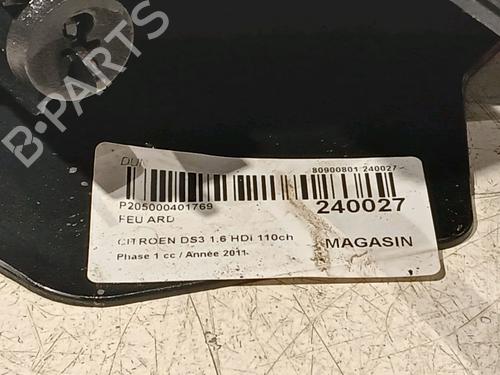 B-PARTS
80900801 240027
P205000401769
240027
FEU ARD
CITROEN DS3 1.6 HDi 110ch
MAGASIN
Phase 1 cc / Année 2011